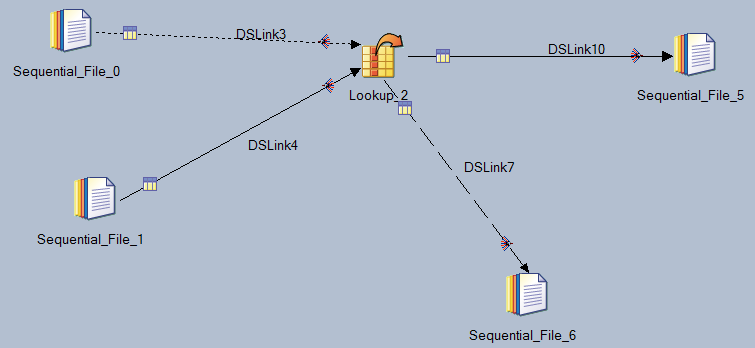 DSLink3
DSLink10
Sequential_File_0
Lookup_2
Sequential_File_5
DSLink4
DSLink7
Sequential_File_1
Sequential_File_6